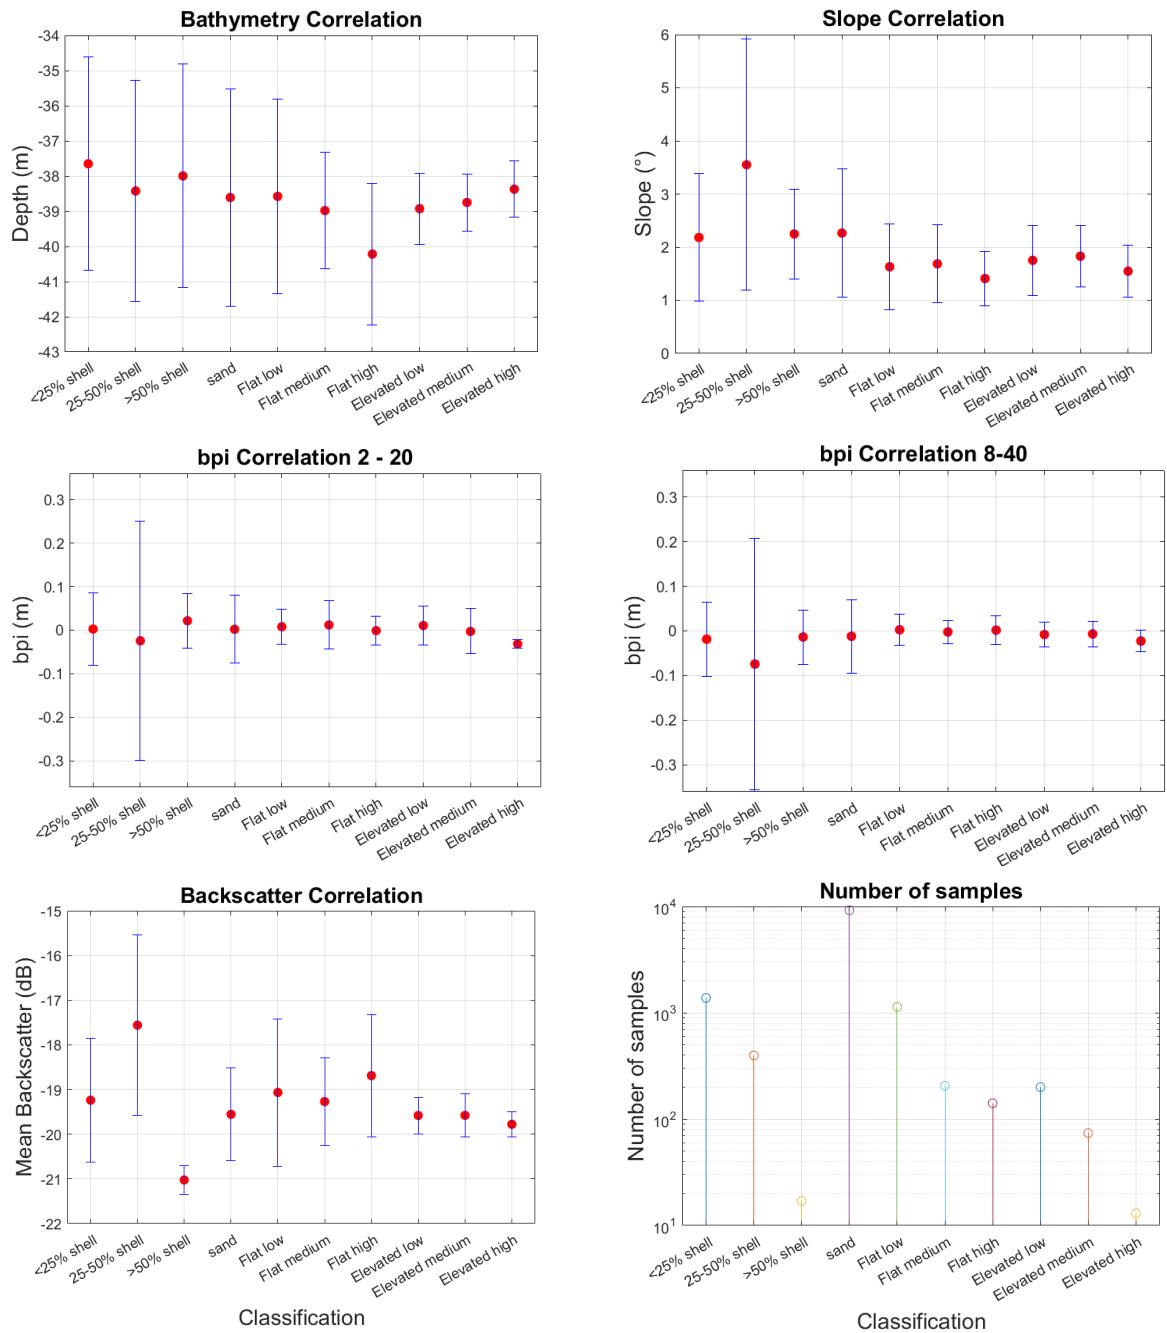 Bathymetry Correlation
-34
-35
-36
-37
-38
-39
-40
-41
-42
-43
Depth (m)
<25% shell
25-50% shell
>50% shell
sand
Flat low
Flat medium
Flat high
Elevated low
Elevated medium
Elevated high
Slope Correlation
6
5
4
3
2
1
0
Slope (°)
<25% shell
25-50% shell
>50% shell
sand
Flat low
Flat medium
Flat high
Elevated low
Elevated medium
Elevated high
bpi Correlation 2 - 20
0.3
0.2
0.1
0
-0.1
-0.2
-0.3
bpi (m)
<25% shell
25-50% shell
>50% shell
sand
Flat low
Flat medium
Flat high
Elevated low
Elevated medium
Elevated high
bpi Correlation 8-40
0.3
0.2
0.1
0
-0.1
-0.2
-0.3
bpi (m)
<25% shell
25-50% shell
>50% shell
sand
Flat low
Flat medium
Flat high
Elevated low
Elevated medium
Elevated high
Backscatter Correlation
-15
-16
-17
-18
-19
-20
-21
-22
Mean Backscatter (dB)
<25% shell
25-50% shell
>50% shell
sand
Flat low
Flat medium
Flat high
Elevated low
Elevated medium
Elevated high
Classification
Number of samples
10^4
10^3
10^2
10^1
Number of samples
<25% shell
25-50% shell
>50% shell
sand
Flat low
Flat medium
Flat high
Elevated low
Elevated medium
Elevated high
Classification